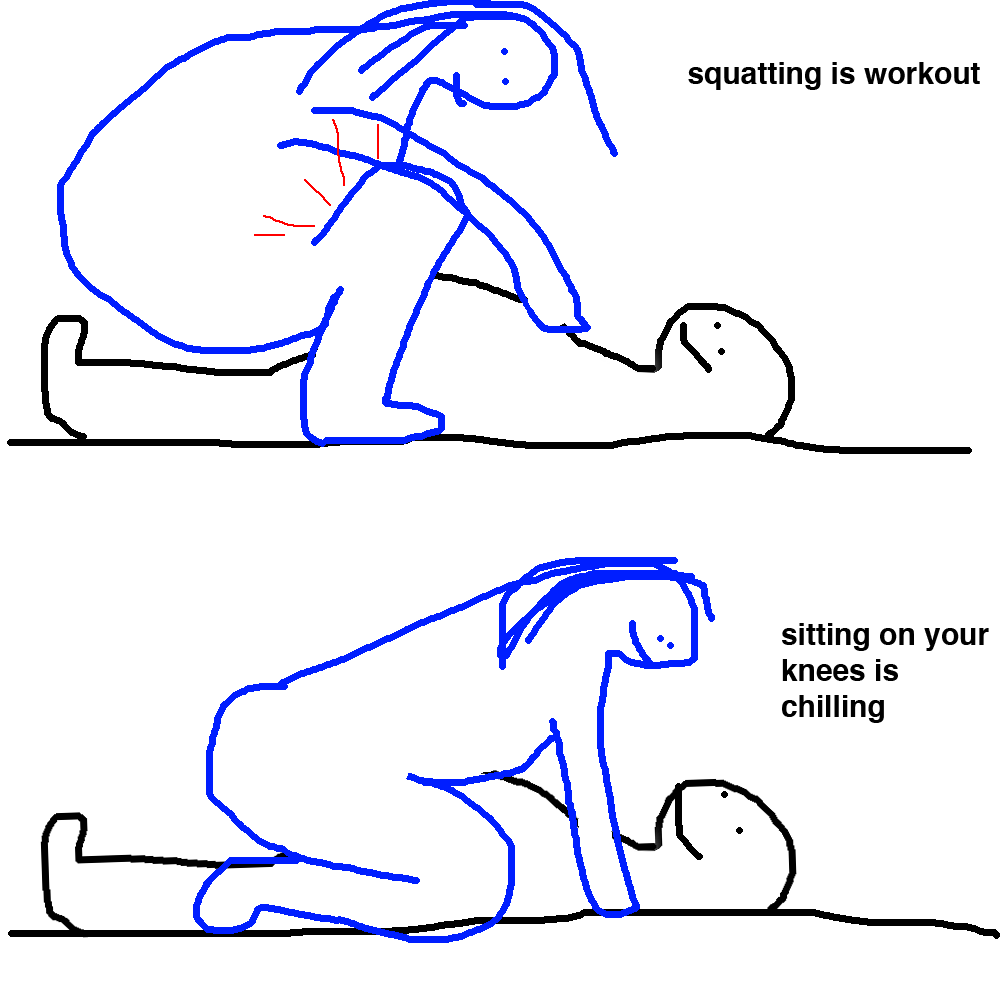 squatting is workout
sitting on your
knees is
chilling